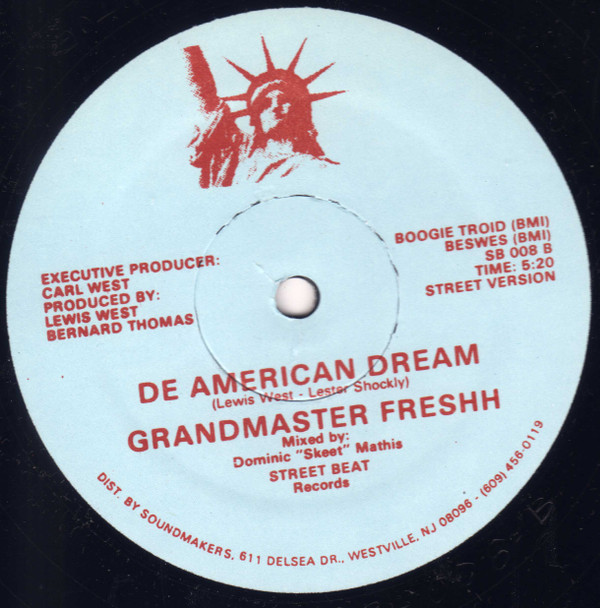 EXECUTIVE PRODUCER:
CARL WEST
PRODUCED BY:
LEWIS WEST
BERNARD THOMAS
BOOGIE TROID (BMI)
BESWES (BMI)
SB 008 B
TIME: 5:20
STREET VERSION
DE AMERICAN DREAM
(Lewis West - Lester Shockly)
GRANDMASTER FRESHH
Mixed by:
Dominic "Skeet" Mathis
STREET BEAT
Records
DIST. BY SOUNDMAKERS, 611 DELSEA DR., WESTVILLE, NJ 08096 - (609) 456-0119